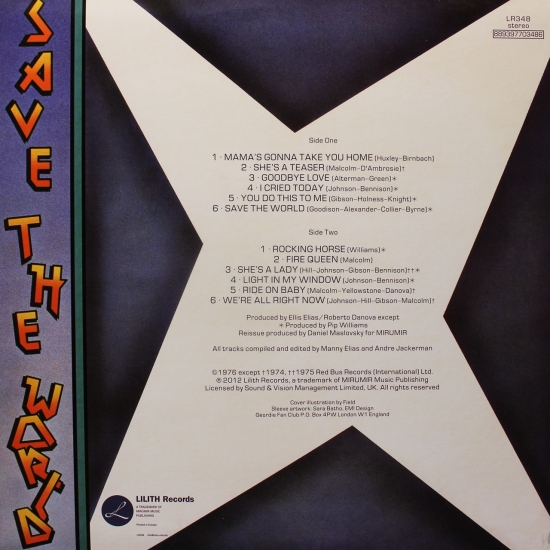 SAVE THE WORLD
LR348
stereo
889397703486
Side One
1 · MAMA'S GONNA TAKE YOU HOME (Huxley-Birnbach)
2 · SHE'S A TEASER (Malcolm-D'Ambrosie)†
3 · GOODBYE LOVE (Alterman-Green)*
4 · I CRIED TODAY (Johnson-Bennison)*
5 · YOU DO THIS TO ME (Gibson-Holness-Knight)*
6 · SAVE THE WORLD (Goodison-Alexander-Collier-Byrne)*
Side Two
1 · ROCKING HORSE (Williams)*
2 · FIRE QUEEN (Malcolm)
3 · SHE'S A LADY (Hill-Johnson-Gibson-Bennison)††*
4 · LIGHT IN MY WINDOW (Johnson-Bennison)*
5 · RIDE ON BABY (Malcolm-Yellowstone-Danova)†
6 · WE'RE ALL RIGHT NOW (Johnson-Hill-Gibson-Malcolm)†
Produced by Ellis Elias/Roberto Danova except
* Produced by Pip Williams
Reissue produced by Daniel Maslovsky for MIRUMIR
All tracks compiled and edited by Manny Elias and Andre Jackerman
©1976 except †1974, ††1975 Red Bus Records (International) Ltd.
℗2012 Lilith Records, a trademark of MIRUMIR Music Publishing
Licensed by Sound & Vision Management Limited, UK. All rights reserved
Cover illustration by Field
Sleeve artwork: Sara Batho, EMI Design
Geordie Fan Club P.O. Box 4PW London W1 England
L
LILITH Records
A TRADEMARK OF
MIRUMIR MUSIC
PUBLISHING